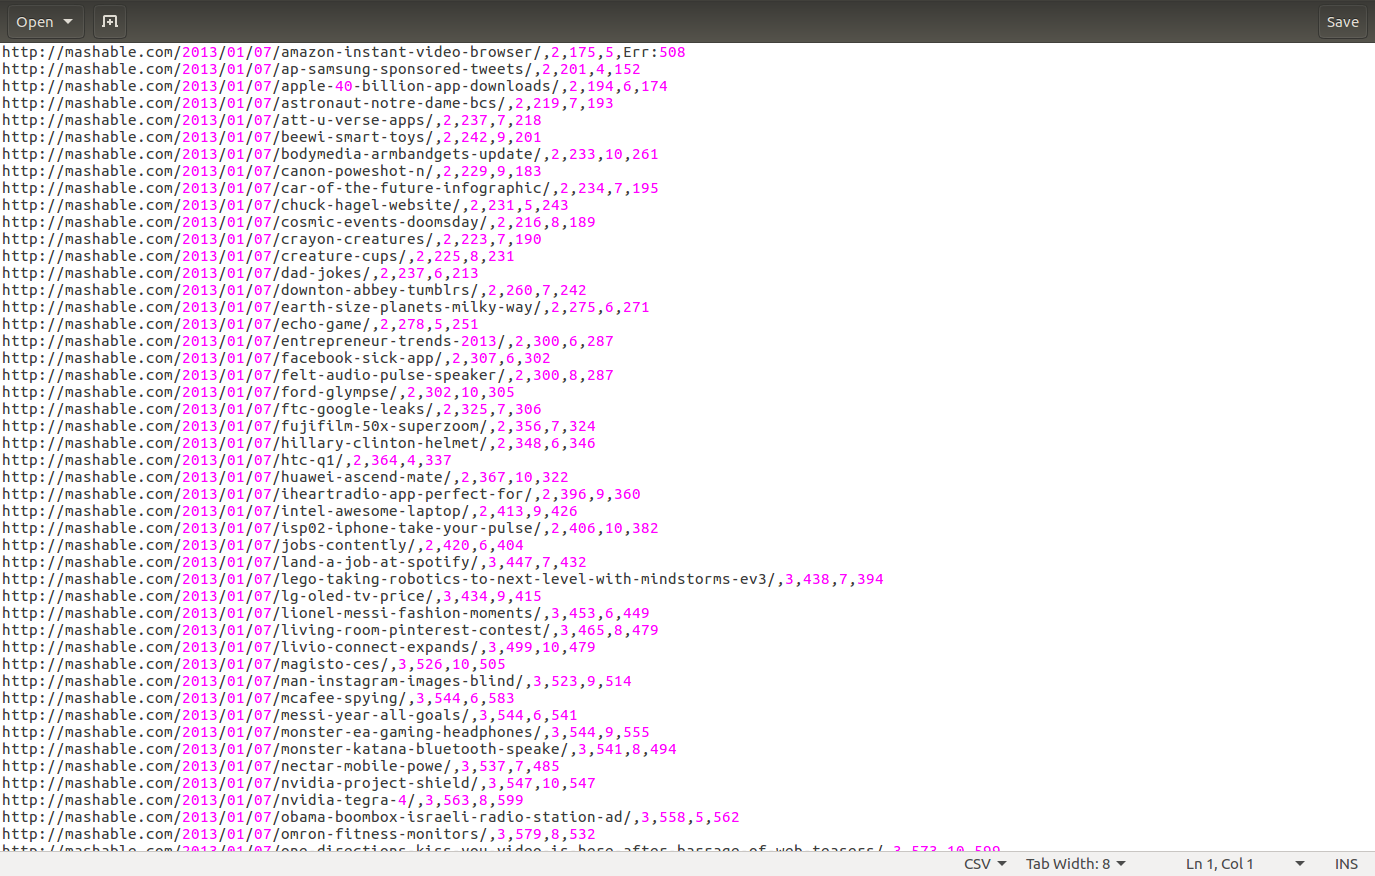 Open
Save
http://mashable.com/2013/01/07/amazon-instant-video-browser/,2,175,5,Err:508
http://mashable.com/2013/01/07/ap-samsung-sponsored-tweets/,2,201,4,152
http://mashable.com/2013/01/07/apple-40-billion-app-downloads/,2,194,6,174
http://mashable.com/2013/01/07/astronaut-notre-dame-bcs/,2,219,7,193
http://mashable.com/2013/01/07/att-u-verse-apps/,2,237,7,218
http://mashable.com/2013/01/07/beewi-smart-toys/,2,242,9,201
http://mashable.com/2013/01/07/bodymedia-armbandgets-update/,2,233,10,261
http://mashable.com/2013/01/07/canon-poweshot-n/,2,229,9,183
http://mashable.com/2013/01/07/car-of-the-future-infographic/,2,234,7,195
http://mashable.com/2013/01/07/chuck-hagel-website/,2,231,5,243
http://mashable.com/2013/01/07/cosmic-events-doomsday/,2,216,8,189
http://mashable.com/2013/01/07/crayon-creatures/,2,223,7,190
http://mashable.com/2013/01/07/creature-cups/,2,225,8,231
http://mashable.com/2013/01/07/dad-jokes/,2,237,6,213
http://mashable.com/2013/01/07/downton-abbey-tumblrs/,2,260,7,242
http://mashable.com/2013/01/07/earth-size-planets-milky-way/,2,275,6,271
http://mashable.com/2013/01/07/echo-game/,2,278,5,251
http://mashable.com/2013/01/07/entrepreneur-trends-2013/,2,300,6,287
http://mashable.com/2013/01/07/facebook-sick-app/,2,307,6,302
http://mashable.com/2013/01/07/felt-audio-pulse-speaker/,2,300,8,287
http://mashable.com/2013/01/07/ford-glympse/,2,302,10,305
http://mashable.com/2013/01/07/ftc-google-leaks/,2,325,7,306
http://mashable.com/2013/01/07/fujifilm-50x-superzoom/,2,356,7,324
http://mashable.com/2013/01/07/hillary-clinton-helmet/,2,348,6,346
http://mashable.com/2013/01/07/htc-q1/,2,364,4,337
http://mashable.com/2013/01/07/huawei-ascend-mate/,2,367,10,322
http://mashable.com/2013/01/07/iheartradio-app-perfect-for/,2,396,9,360
http://mashable.com/2013/01/07/intel-awesome-laptop/,2,413,9,426
http://mashable.com/2013/01/07/isp02-iphone-take-your-pulse/,2,406,10,382
http://mashable.com/2013/01/07/jobs-contently/,2,420,6,404
http://mashable.com/2013/01/07/land-a-job-at-spotify/,3,447,7,432
http://mashable.com/2013/01/07/lego-taking-robotics-to-next-level-with-mindstorms-ev3/,3,438,7,394
http://mashable.com/2013/01/07/lg-oled-tv-price/,3,434,9,415
http://mashable.com/2013/01/07/lionel-messi-fashion-moments/,3,453,6,449
http://mashable.com/2013/01/07/living-room-pinterest-contest/,3,465,8,479
http://mashable.com/2013/01/07/livio-connect-expands/,3,499,10,479
http://mashable.com/2013/01/07/magisto-ces/,3,526,10,505
http://mashable.com/2013/01/07/man-instagram-images-blind/,3,523,9,514
http://mashable.com/2013/01/07/mcafee-spying/,3,544,6,583
http://mashable.com/2013/01/07/messi-year-all-goals/,3,544,6,541
http://mashable.com/2013/01/07/monster-ea-gaming-headphones/,3,544,9,555
http://mashable.com/2013/01/07/monster-katana-bluetooth-speake/,3,541,8,494
http://mashable.com/2013/01/07/nectar-mobile-powe/,3,537,7,485
http://mashable.com/2013/01/07/nvidia-project-shield/,3,547,10,547
http://mashable.com/2013/01/07/nvidia-tegra-4/,3,563,8,599
http://mashable.com/2013/01/07/obama-boombox-israeli-radio-station-ad/,3,558,5,562
http://mashable.com/2013/01/07/omron-fitness-monitors/,3,579,8,532
http://mashable.com/2013/01/07/one-directions-kiss-you-video-is-here-after-barrage-of-web-teasers/,3,573,10,599
CSV Tab Width: 8 Ln 1, Col 1 INS